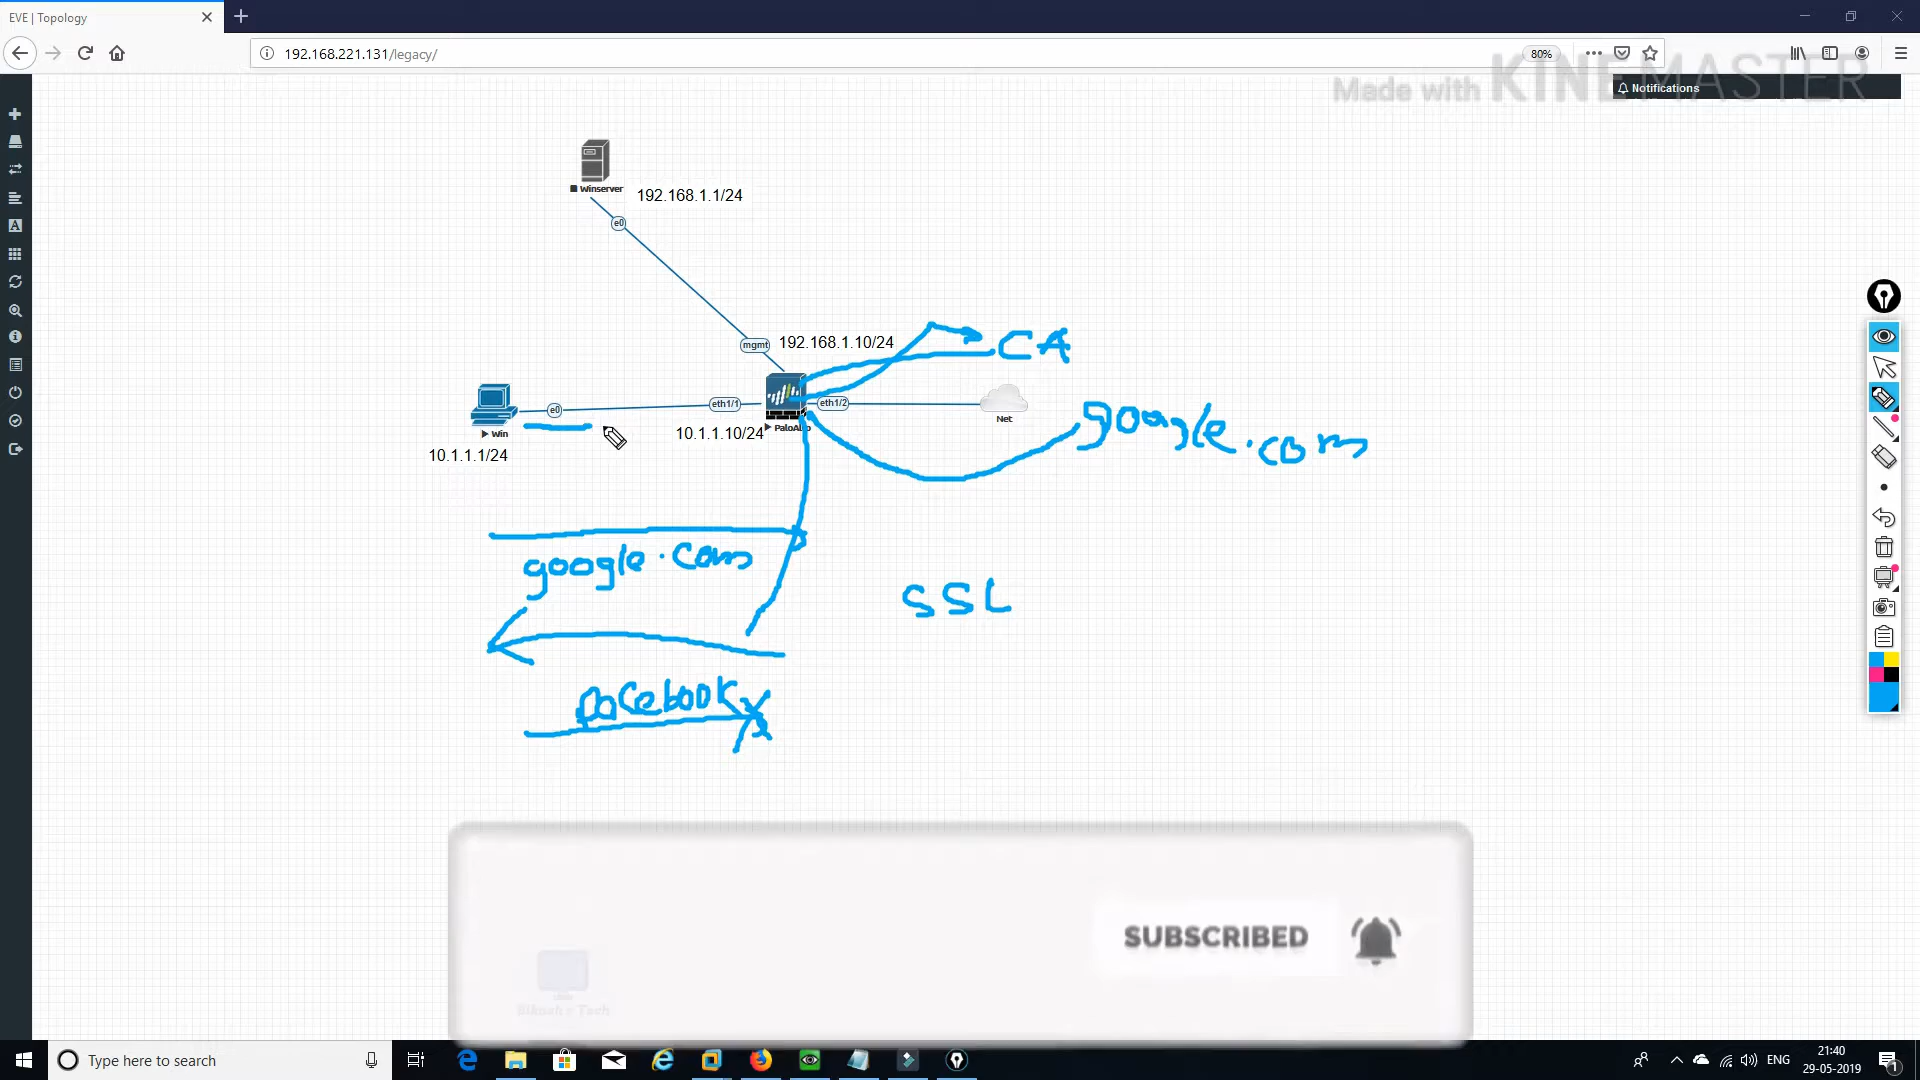 EVE | Topology
192.168.221.131/legacy/
80%
Made with KINEMASTER
Notifications
Winserver
192.168.1.1/24
e0
mgmt
192.168.1.10/24
CA
Win
e0
eth1/1
eth1/2
Net
10.1.1.10/24
PaloAlto
10.1.1.1/24
google.com
google.com
SSL
facebook
SUBSCRIBED
Bikash's Tech
Type here to search
ENG
21:40
29-05-2019
1